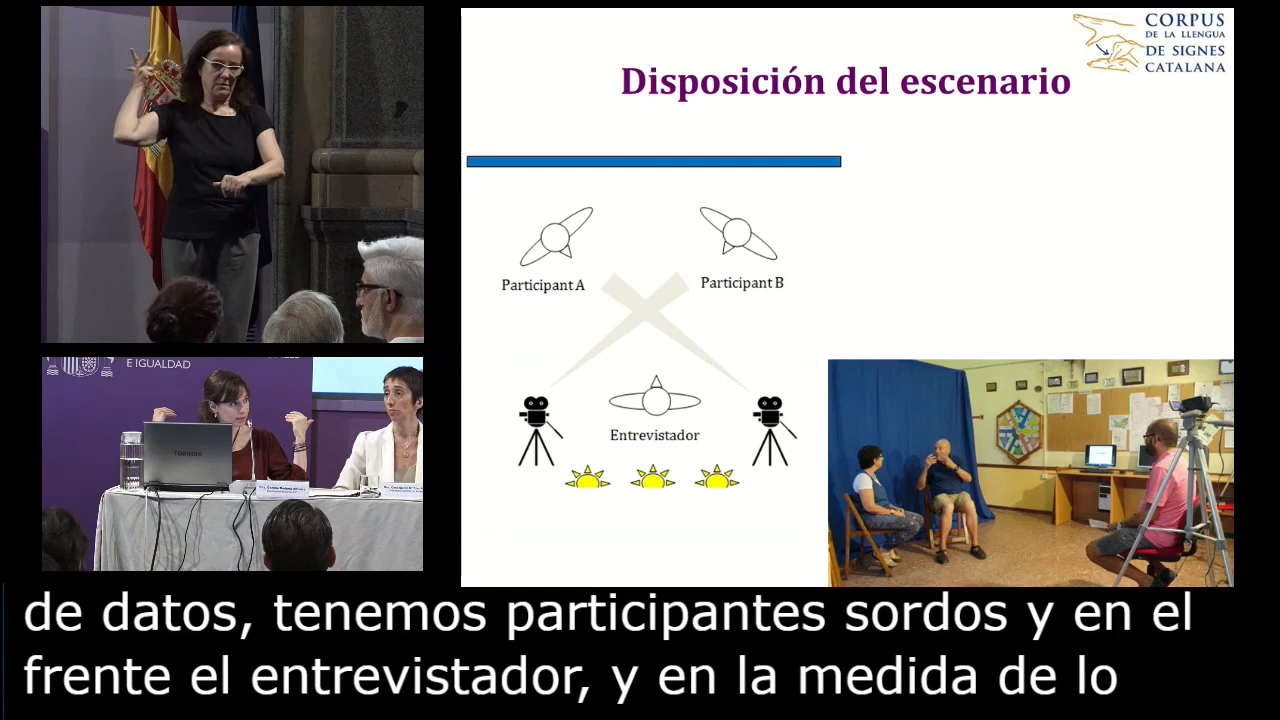 CORPUS
DE LA LLENGUA
DE SIGNES
CATALANA
Disposición del escenario
Participant A
Participant B
Entrevistador
E IGUALDAD
TOSHIBA
de datos, tenemos participantes sordos y en el
frente el entrevistador, y en la medida de lo